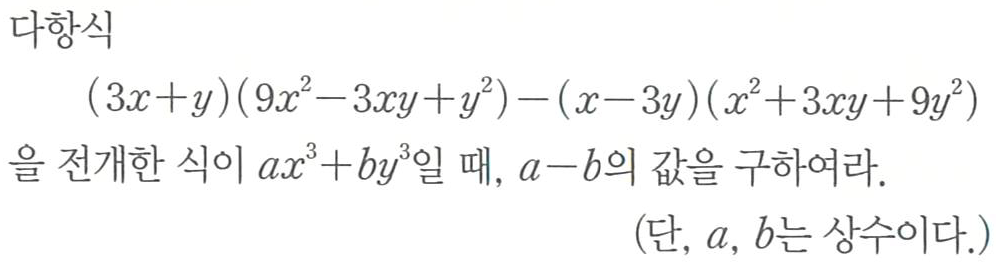 다항식
(3x+y)(9x²-3xy+y²)-(x-3y)(x²+3xy+9y²)
을 전개한 식이 ax³+by³일 때, a-b의 값을 구하여라.
(단, a, b는 상수이다.)